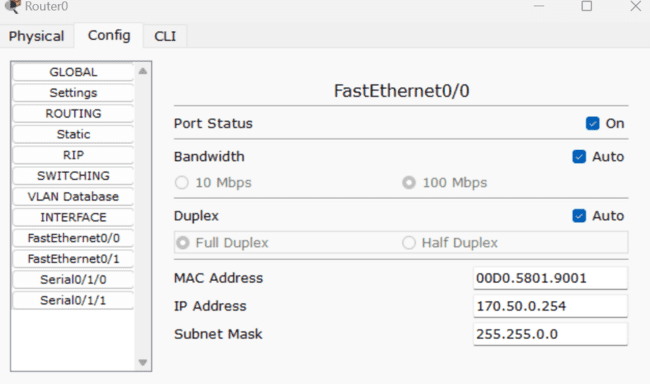 Router0
Physical Config CLI
GLOBAL
Settings
ROUTING
Static
RIP
SWITCHING
VLAN Database
INTERFACE
FastEthernet0/0
FastEthernet0/1
Serial0/1/0
Serial0/1/1
FastEthernet0/0
Port Status On
Bandwidth Auto
10 Mbps 100 Mbps
Duplex Auto
Full Duplex Half Duplex
MAC Address 00D0.5801.9001
IP Address 170.50.0.254
Subnet Mask 255.255.0.0